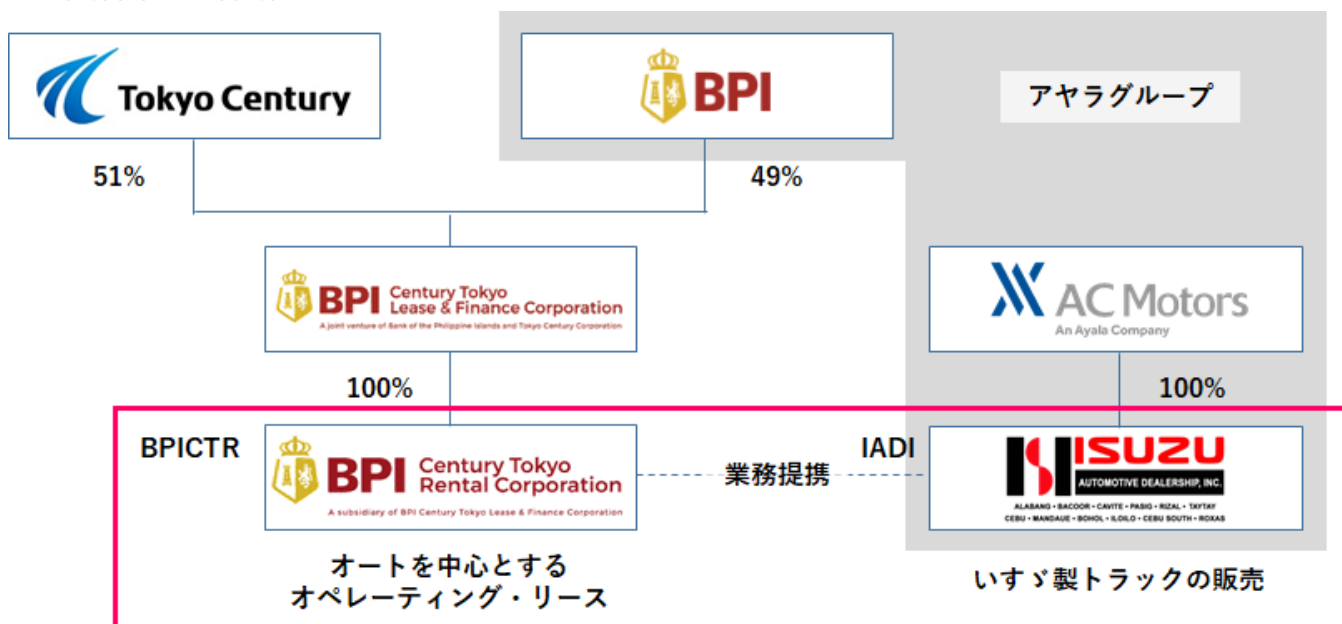 Tokyo Century
BPI
アヤラグループ
51%
49%
BPI Century Tokyo
Lease & Finance Corporation
A joint venture of Bank of the Philippine Islands and Tokyo Century Corporation
AC Motors
An Ayala Company
100%
100%
BPICTR
BPI Century Tokyo
Rental Corporation
A subsidiary of BPI Century Tokyo Lease & Finance Corporation
業務提携
IADI
ISUZU
AUTOMOTIVE DEALERSHIP, INC.
ALABANG • BACOOR • CAVITE • PASIG • RIZAL • TAYTAY
CEBU • MANDAUE • BOHOL • ILOILO • CEBU SOUTH • ROXAS
オートを中心とする
オペレーティング・リース
いすゞ製トラックの販売